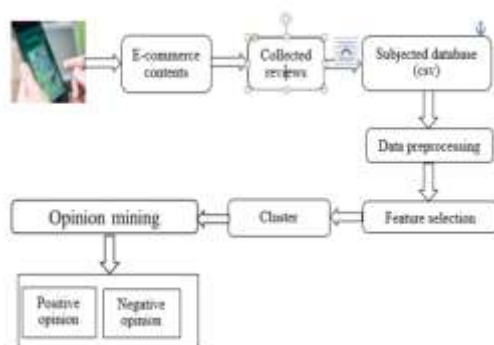 E-commerce
contents
Collected
reviews
Subjected database
(csv)
Data preprocessing
Feature selection
Cluster
Opinion mining
Positive
opinion
Negative
opinion